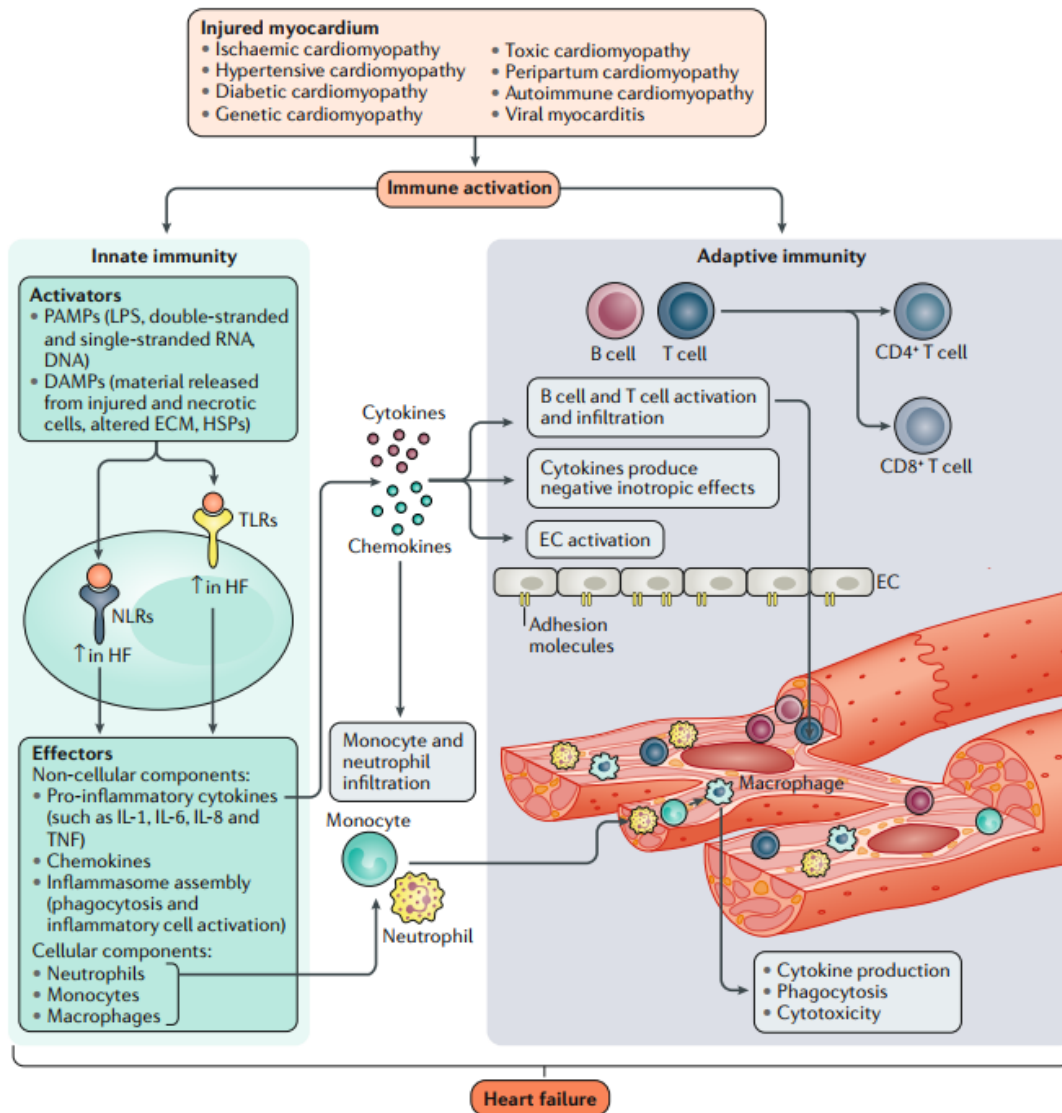 Injured myocardium
• Ischaemic cardiomyopathy
• Hypertensive cardiomyopathy
• Diabetic cardiomyopathy
• Genetic cardiomyopathy
• Toxic cardiomyopathy
• Peripartum cardiomyopathy
• Autoimmune cardiomyopathy
• Viral myocarditis
Immune activation
Innate immunity
Activators
• PAMPs (LPS, double-stranded
and single-stranded RNA,
DNA)
• DAMPs (material released
from injured and necrotic
cells, altered ECM, HSPs)
TLRs
↑ in HF
NLRs
↑ in HF
Effectors
Non-cellular components:
• Pro-inflammatory cytokines
(such as IL-1, IL-6, IL-8 and
TNF)
• Chemokines
• Inflammasome assembly
(phagocytosis and
inflammatory cell activation)
Cellular components:
• Neutrophils
• Monocytes
• Macrophages
Cytokines
Chemokines
Monocyte and
neutrophil
infiltration
Monocyte
Neutrophil
Adaptive immunity
B cell
T cell
CD4⁺ T cell
CD8⁺ T cell
B cell and T cell activation
and infiltration
Cytokines produce
negative inotropic effects
EC activation
EC
Adhesion
molecules
Macrophage
• Cytokine production
• Phagocytosis
• Cytotoxicity
Heart failure